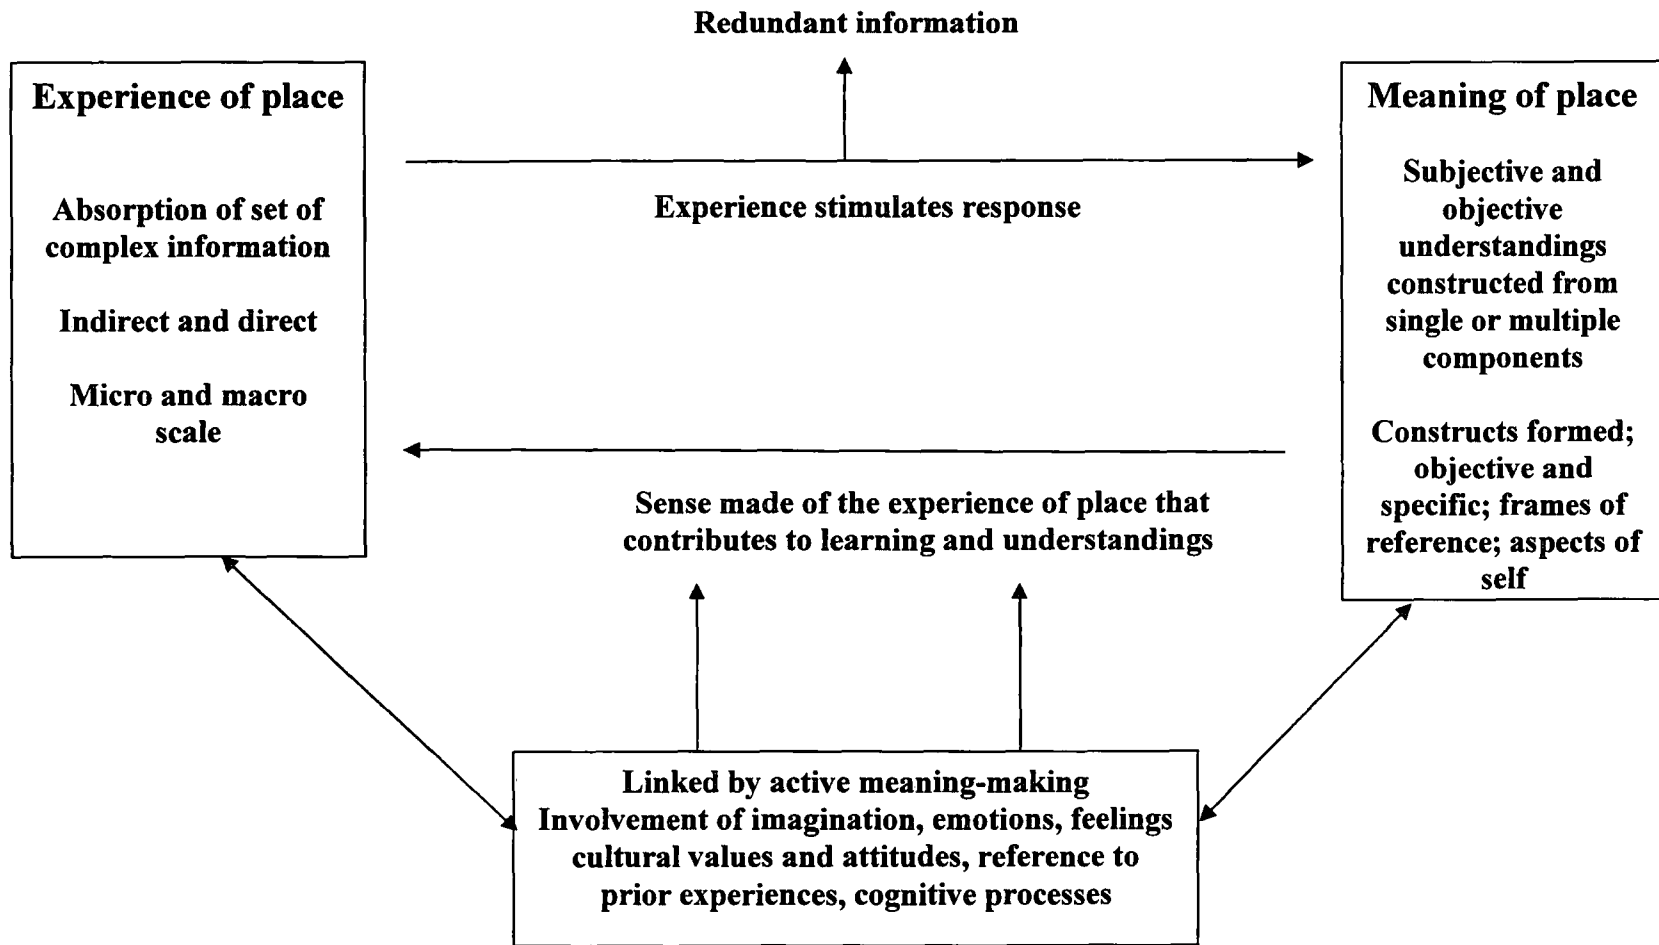 Redundant information
Experience of place
Absorption of set of
complex information
Indirect and direct
Micro and macro
scale
Experience stimulates response
Meaning of place
Subjective and
objective
understandings
constructed from
single or multiple
components
Constructs formed;
objective and
specific; frames of
reference; aspects of
self
Sense made of the experience of place that
contributes to learning and understandings
Linked by active meaning-making
Involvement of imagination, emotions, feelings
cultural values and attitudes, reference to
prior experiences, cognitive processes